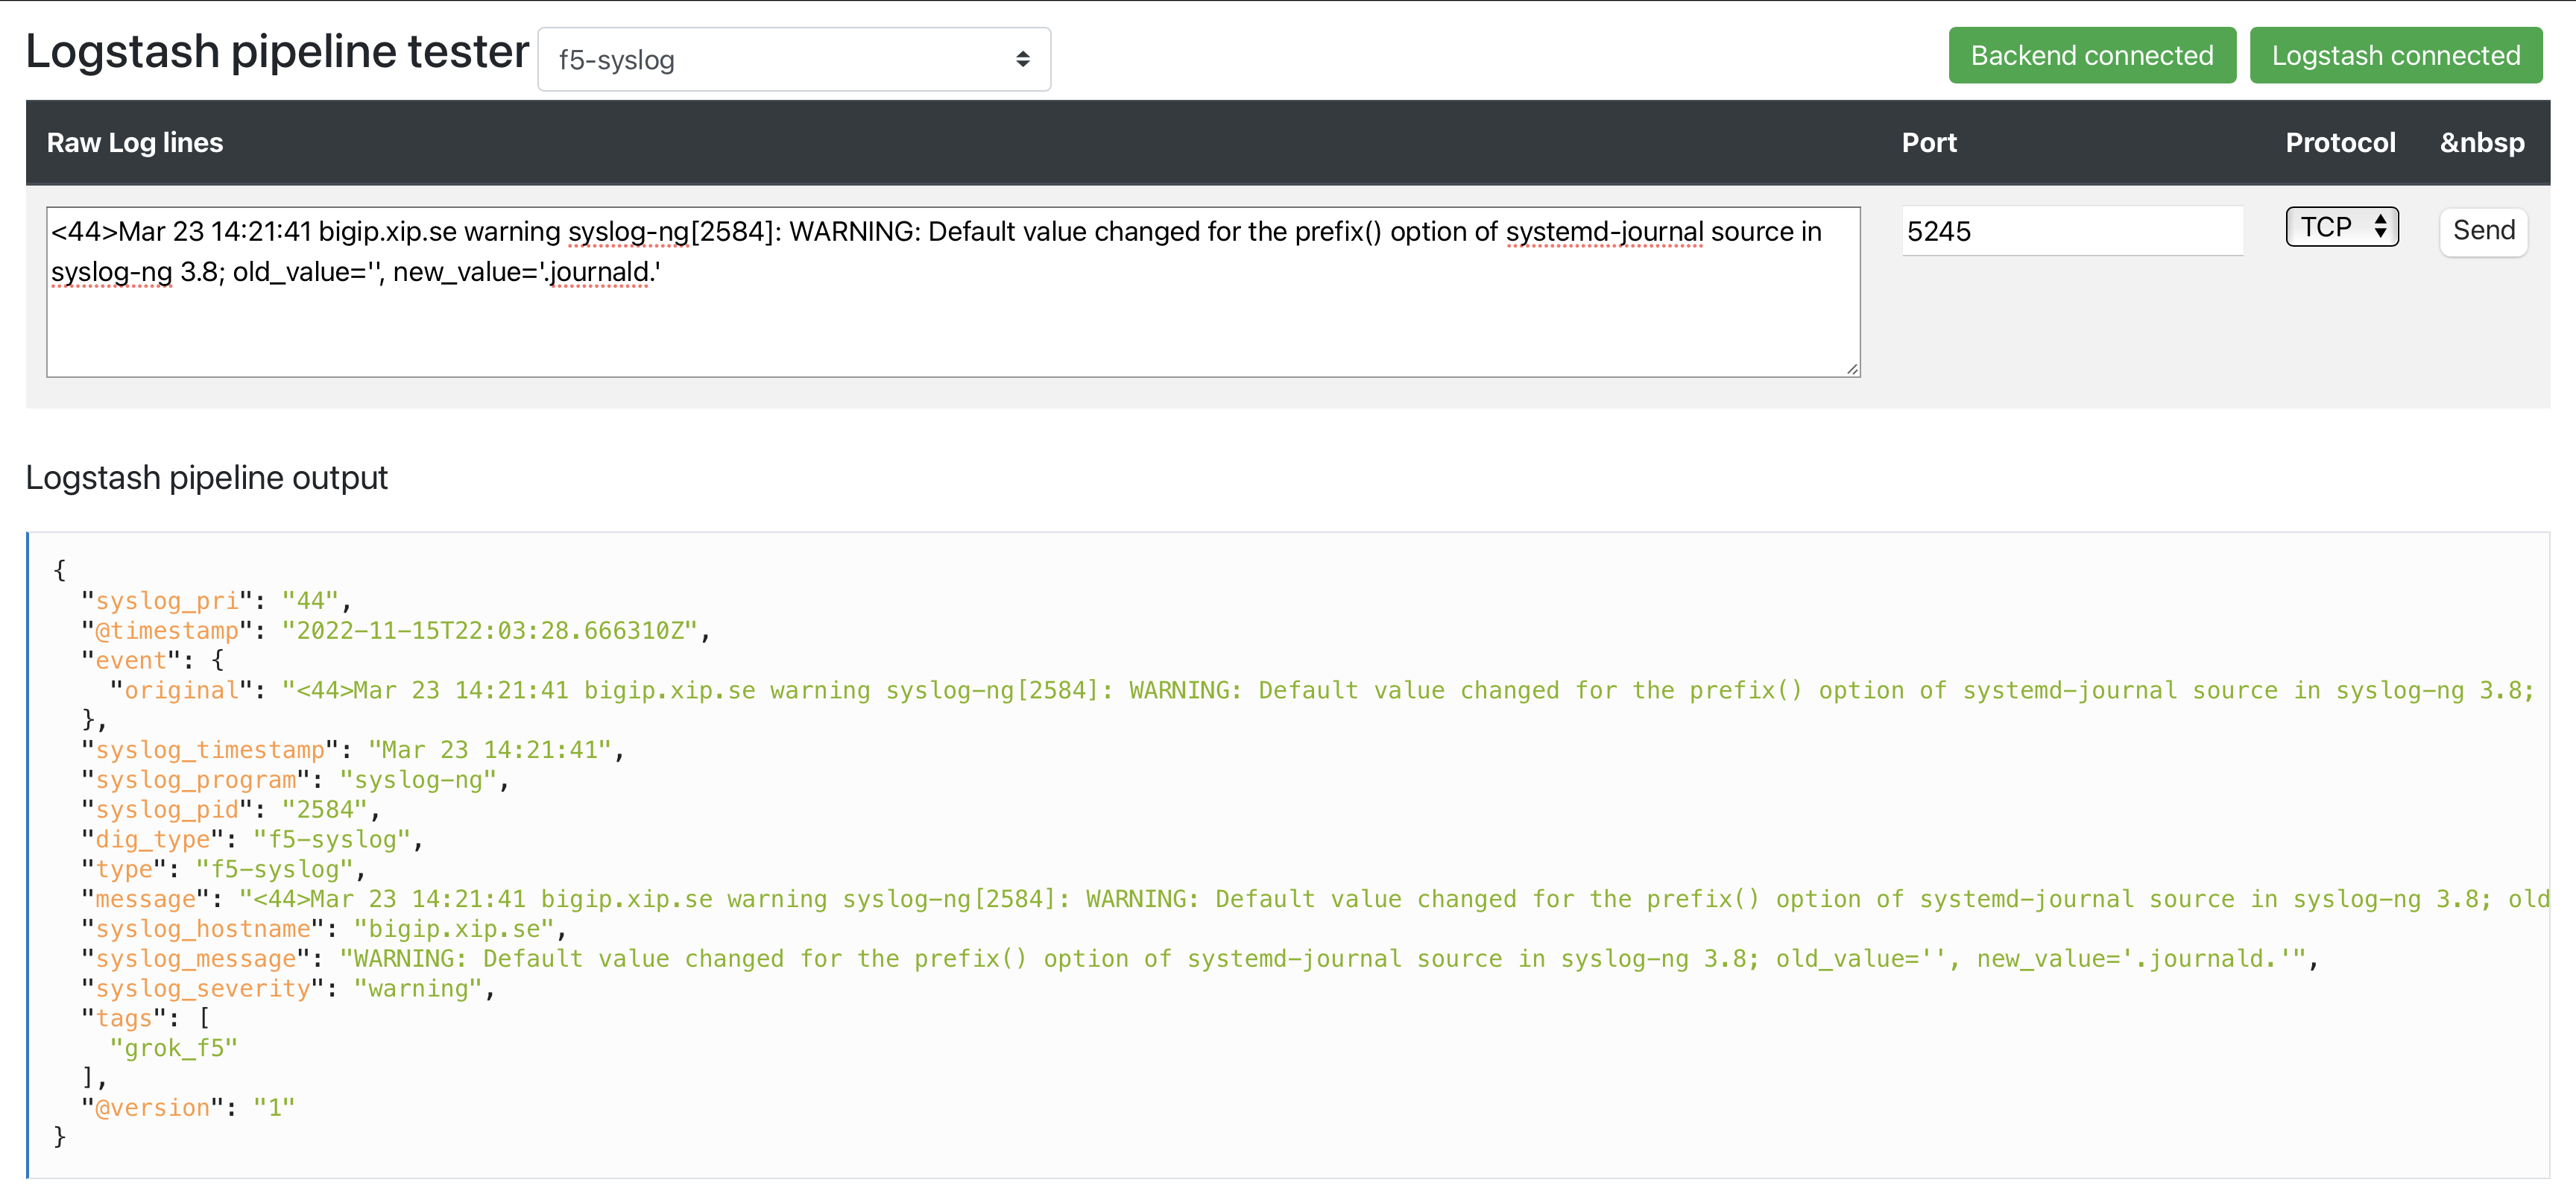 Logstash pipeline tester f5-syslog Backend connected Logstash connected
Raw Log lines Port Protocol &nbsp
<44>Mar 23 14:21:41 bigip.xip.se warning syslog-ng[2584]: WARNING: Default value changed for the prefix() option of systemd-journal source in 5245 TCP Send
syslog-ng 3.8; old_value='', new_value='.journald.'
Logstash pipeline output
{
"syslog_pri": "44",
"@timestamp": "2022-11-15T22:03:28.666310Z",
"event": {
"original": "<44>Mar 23 14:21:41 bigip.xip.se warning syslog-ng[2584]: WARNING: Default value changed for the prefix() option of systemd-journal source in syslog-ng 3.8;
},
"syslog_timestamp": "Mar 23 14:21:41",
"syslog_program": "syslog-ng",
"syslog_pid": "2584",
"dig_type": "f5-syslog",
"type": "f5-syslog",
"message": "<44>Mar 23 14:21:41 bigip.xip.se warning syslog-ng[2584]: WARNING: Default value changed for the prefix() option of systemd-journal source in syslog-ng 3.8; old
"syslog_hostname": "bigip.xip.se",
"syslog_message": "WARNING: Default value changed for the prefix() option of systemd-journal source in syslog-ng 3.8; old_value='', new_value='.journald.'",
"syslog_severity": "warning",
"tags": [
"grok_f5"
],
"@version": "1"
}